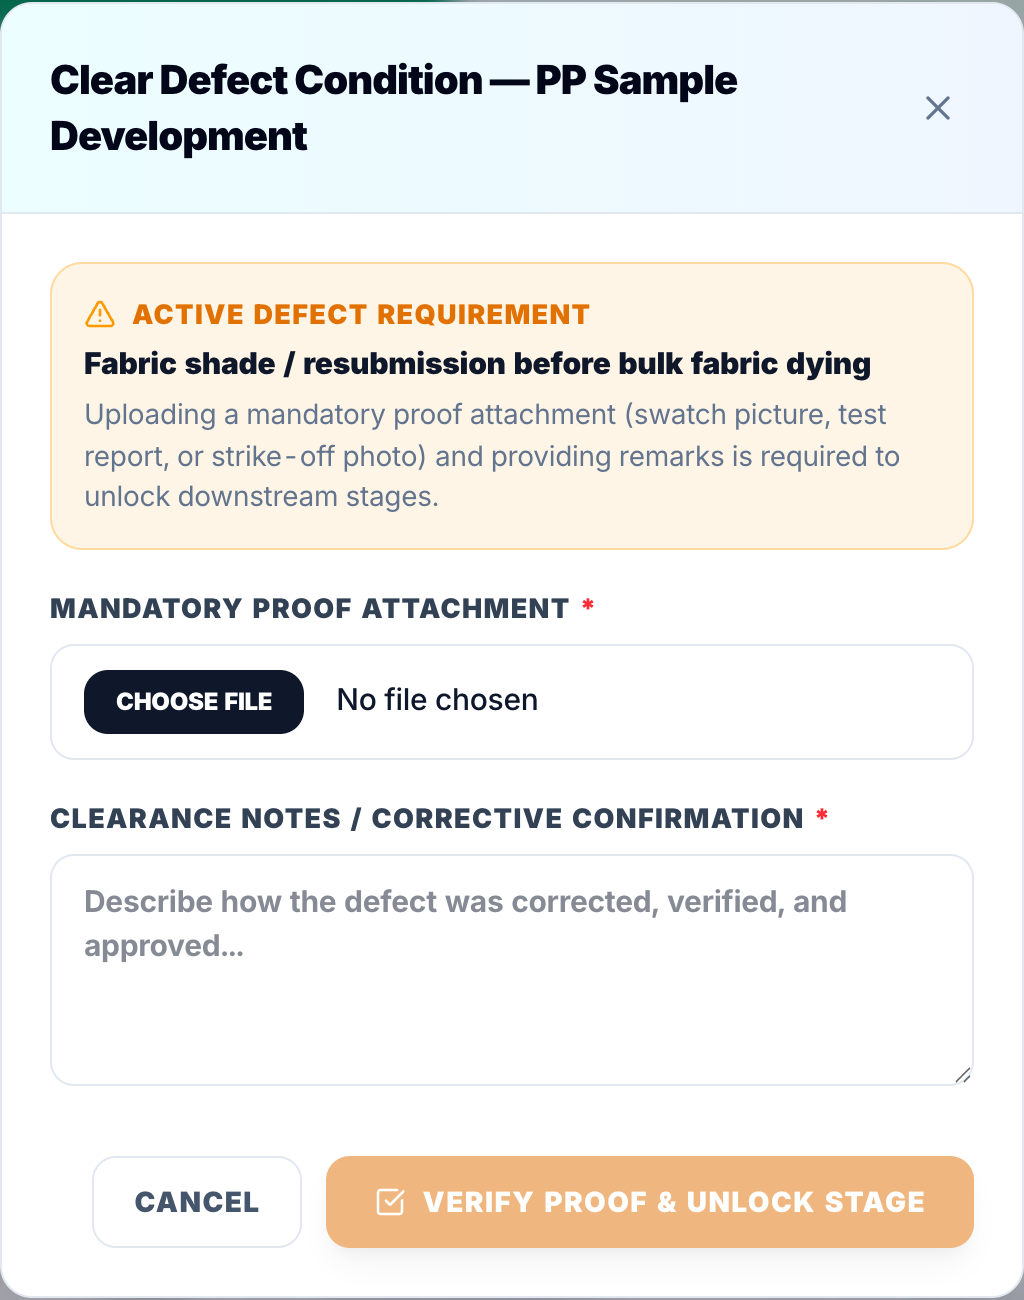 Clear Defect Condition — PP Sample
Development
ACTIVE DEFECT REQUIREMENT
Fabric shade / resubmission before bulk fabric dying
Uploading a mandatory proof attachment (swatch picture, test
report, or strike-off photo) and providing remarks is required to
unlock downstream stages.
MANDATORY PROOF ATTACHMENT *
CHOOSE FILE No file chosen
CLEARANCE NOTES / CORRECTIVE CONFIRMATION *
Describe how the defect was corrected, verified, and
approved...
CANCEL VERIFY PROOF & UNLOCK STAGE